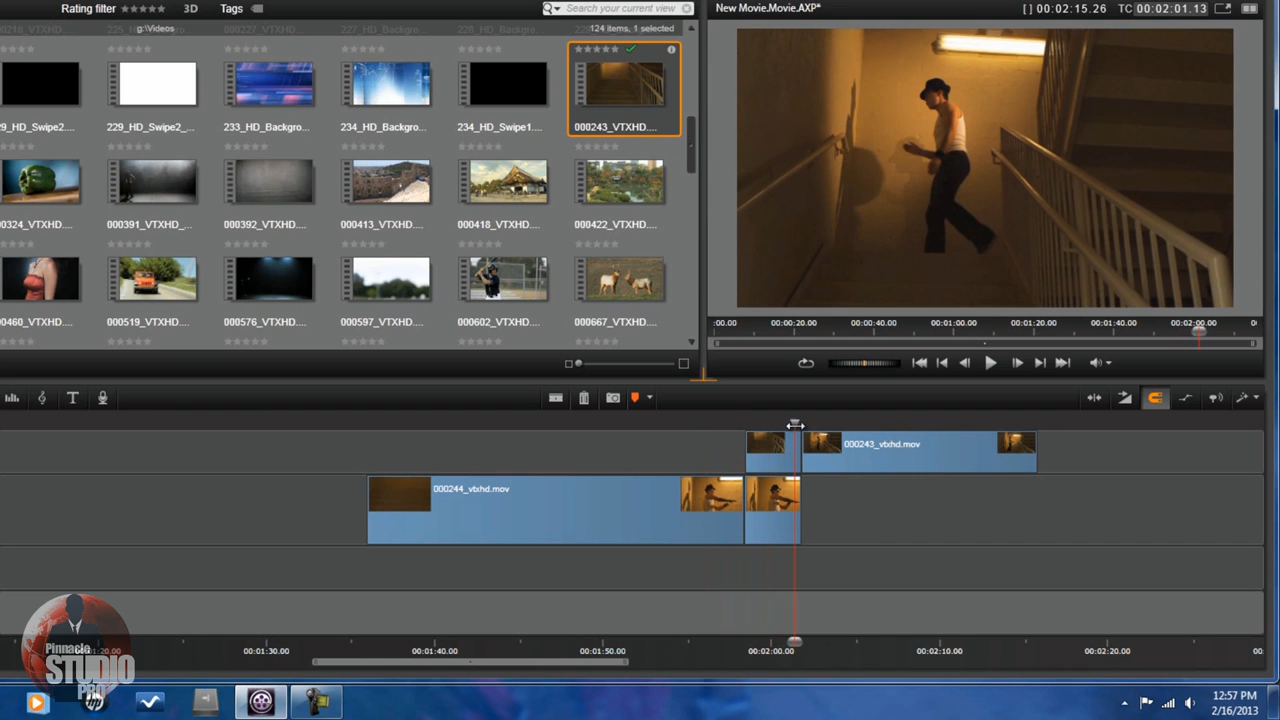 Rating filter
3D
Tags
Search your current view
New Movie.Movie.AXP*
[ ] 00:02:15.26
TC 00:02:01.13
g:\Videos
124 items, 1 selected
229_HD_Swipe2_...
233_HD_Backgro...
234_HD_Backgro...
234_HD_Swipe1....
000243_VTXHD....
000324_VTXHD....
000391_VTXHD_...
000392_VTXHD....
000413_VTXHD....
000418_VTXHD....
000422_VTXHD....
000460_VTXHD....
000519_VTXHD....
000576_VTXHD....
000597_VTXHD....
000602_VTXHD....
000667_VTXHD....
:00.00
00:00:20.00
00:00:40.00
00:01:00.00
00:01:20.00
00:01:40.00
00:02:00.00
000243_vtxhd.mov
000244_vtxhd.mov
00:01:30.00
00:01:40.00
00:01:50.00
00:02:00.00
00:02:10.00
00:02:20.00
Pinnacle
STUDIO
Pros
hp
12:57 PM
2/16/2013